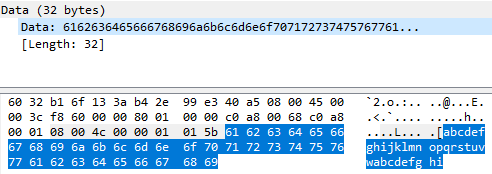 Data (32 bytes)
Data: 6162636465666768696a6b6c6d6e6f707172737475767761...
[Length: 32]
60 32 b1 6f 13 3a b4 2e 99 e3 40 a5 08 00 45 00 `2.o.:.. ..@...E.
00 3c f8 60 00 00 80 01 00 00 c0 a8 00 68 c0 a8 .<.`.... .....h..
00 01 08 00 4c 00 00 01 01 5b 61 62 63 64 65 66 ....L... .[abcdef
67 68 69 6a 6b 6c 6d 6e 6f 70 71 72 73 74 75 76 ghijklmn opqrstuv
77 61 62 63 64 65 66 67 68 69 wabcdefg hi